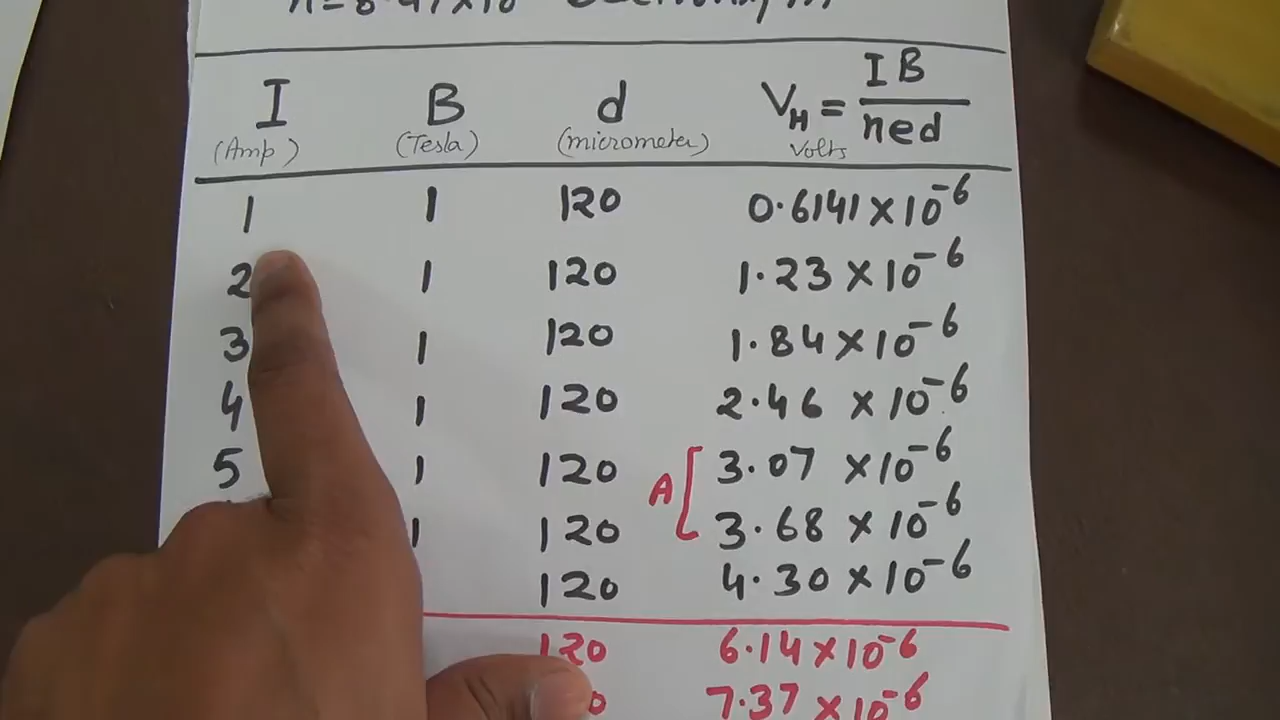 I B d V_H = IB/ned
(Amp) (Tesla) (micrometer) Volts
1 1 120 0.6141 × 10⁻⁶
2 1 120 1.23 × 10⁻⁶
3 1 120 1.84 × 10⁻⁶
4 1 120 2.46 × 10⁻⁶
5 1 120 3.07 × 10⁻⁶
A
1 120 3.68 × 10⁻⁶
120 4.30 × 10⁻⁶
120 6.14 × 10⁻⁶
7.37 × 10⁻⁶